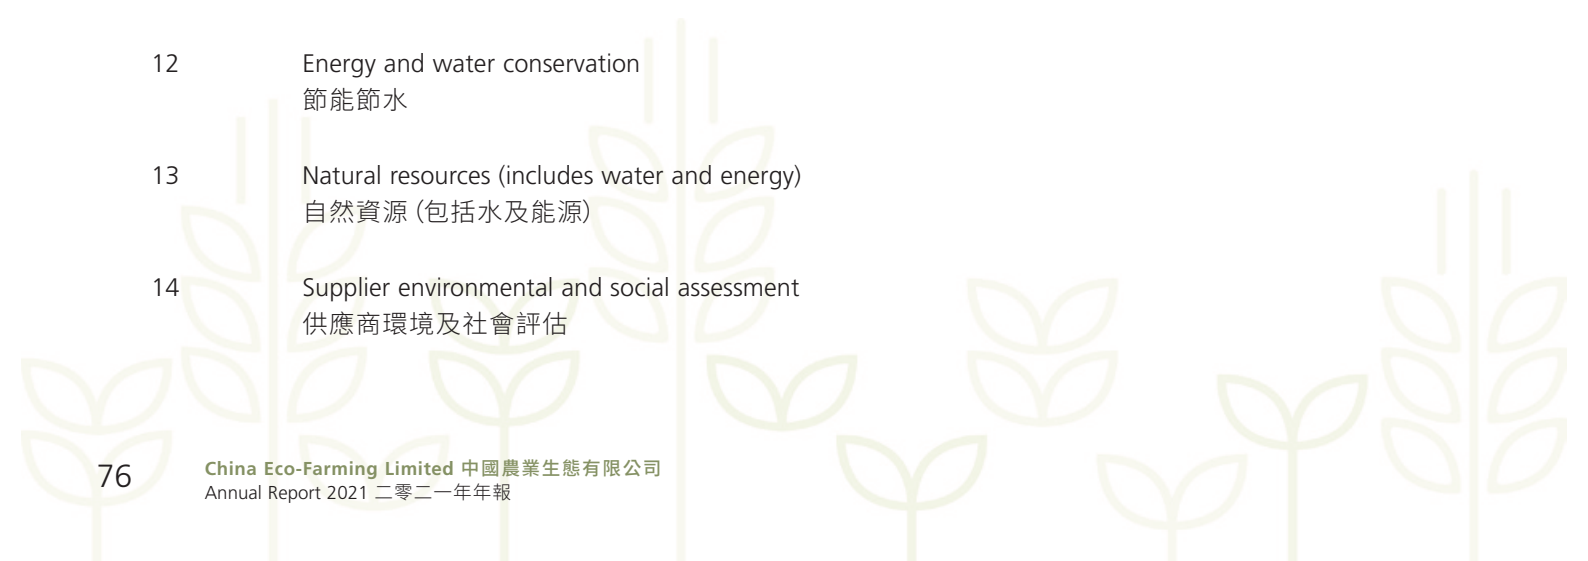 12 Energy and water conservation
節能節水
13 Natural resources (includes water and energy)
自然資源（包括水及能源）
14 Supplier environmental and social assessment
供應商環境及社會評估
76 China Eco-Farming Limited 中國農業生態有限公司
Annual Report 2021 二零二一年年報